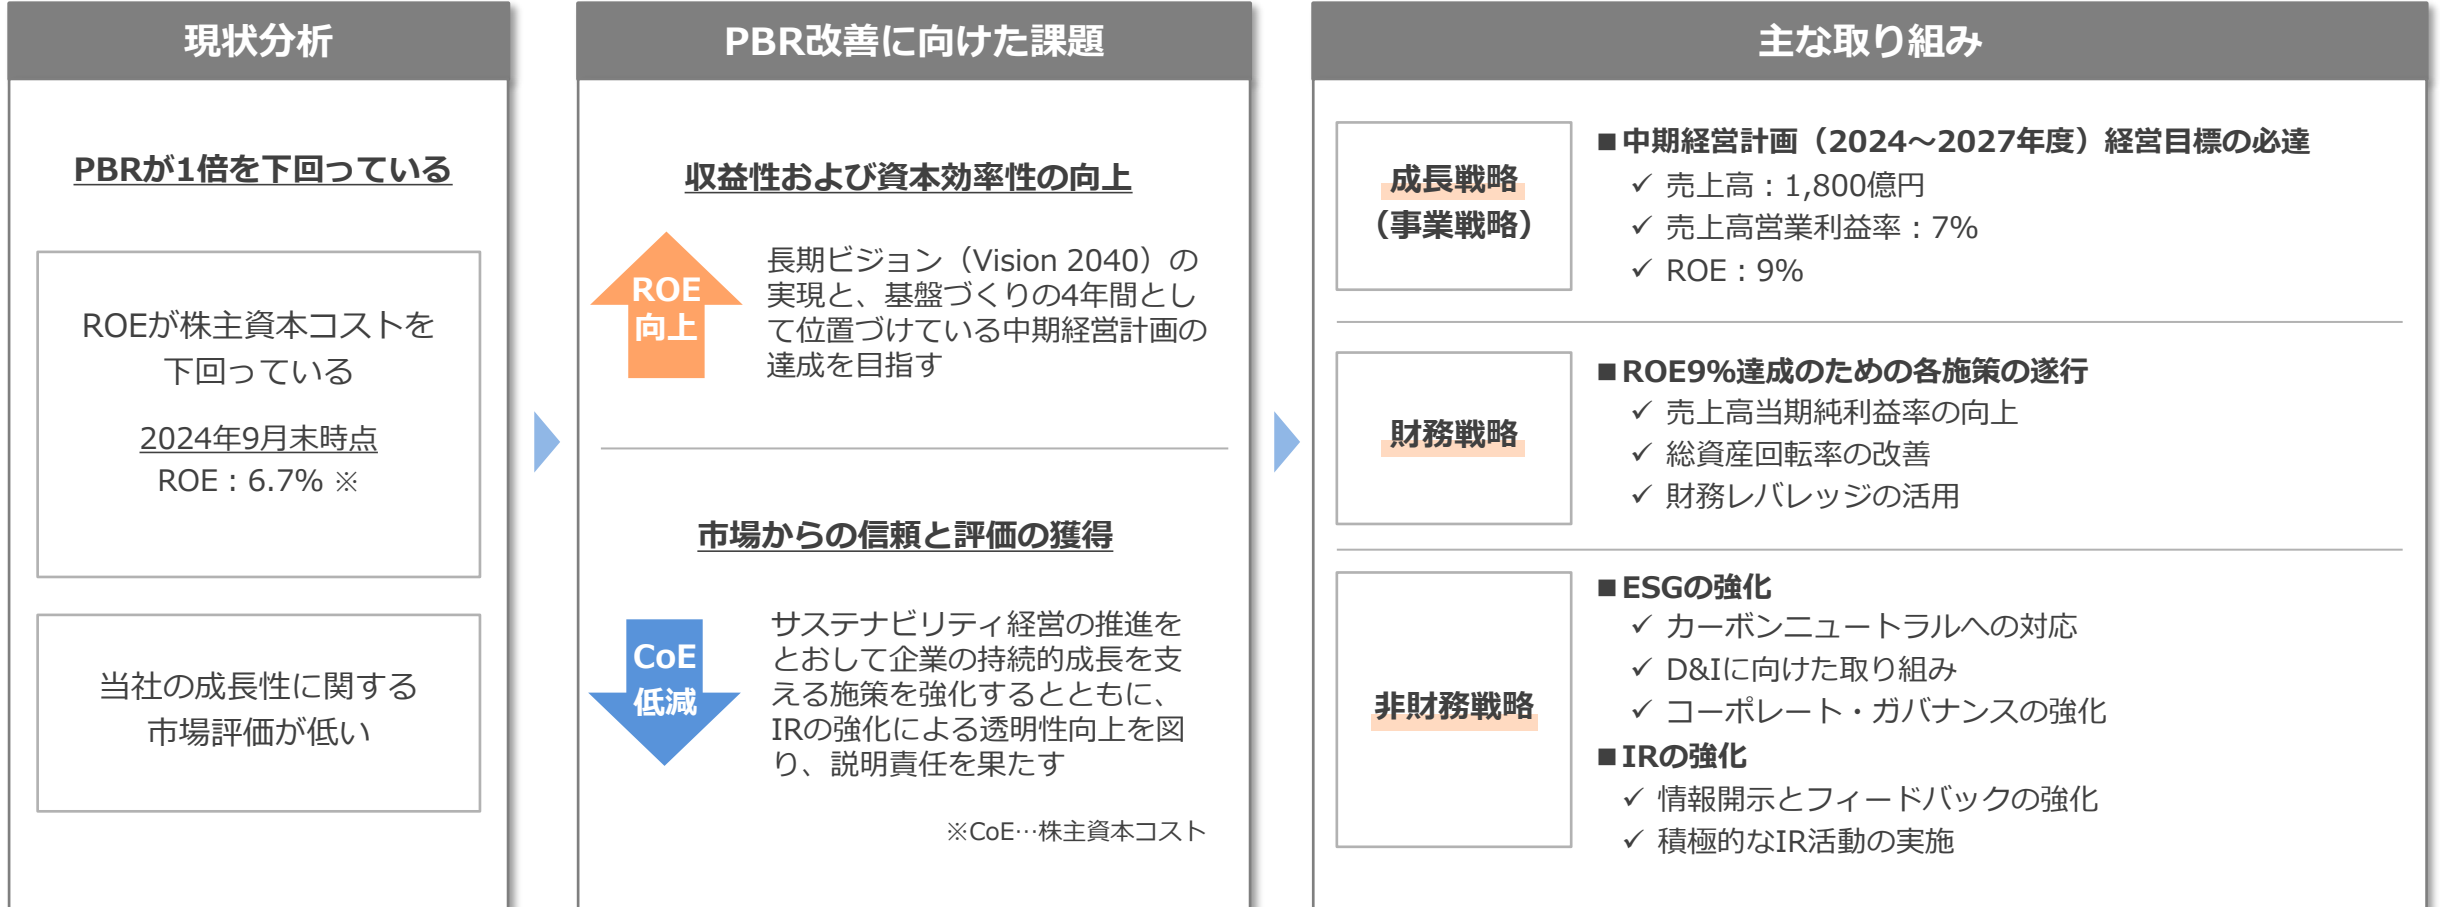 現状分析
PBRが1倍を下回っている
ROEが株主資本コストを
下回っている
2024年9月末時点
ROE：6.7% ※
当社の成長性に関する
市場評価が低い
PBR改善に向けた課題
収益性および資本効率性の向上
ROE
向上
長期ビジョン（Vision 2040）の
実現と、基盤づくりの4年間とし
て位置づけている中期経営計画の
達成を目指す
市場からの信頼と評価の獲得
CoE
低減
サステナビリティ経営の推進を
とおして企業の持続的成長を支
える施策を強化するとともに、
IRの強化による透明性向上を図
り、説明責任を果たす
※CoE…株主資本コスト
主な取り組み
成長戦略
（事業戦略）
■中期経営計画（2024～2027年度）経営目標の必達
✓ 売上高：1,800億円
✓ 売上高営業利益率：7%
✓ ROE：9%
財務戦略
■ROE9%達成のための各施策の遂行
✓ 売上高当期純利益率の向上
✓ 総資産回転率の改善
✓ 財務レバレッジの活用
非財務戦略
■ESGの強化
✓ カーボンニュートラルへの対応
✓ D&Iに向けた取り組み
✓ コーポレート・ガバナンスの強化
■IRの強化
✓ 情報開示とフィードバックの強化
✓ 積極的なIR活動の実施